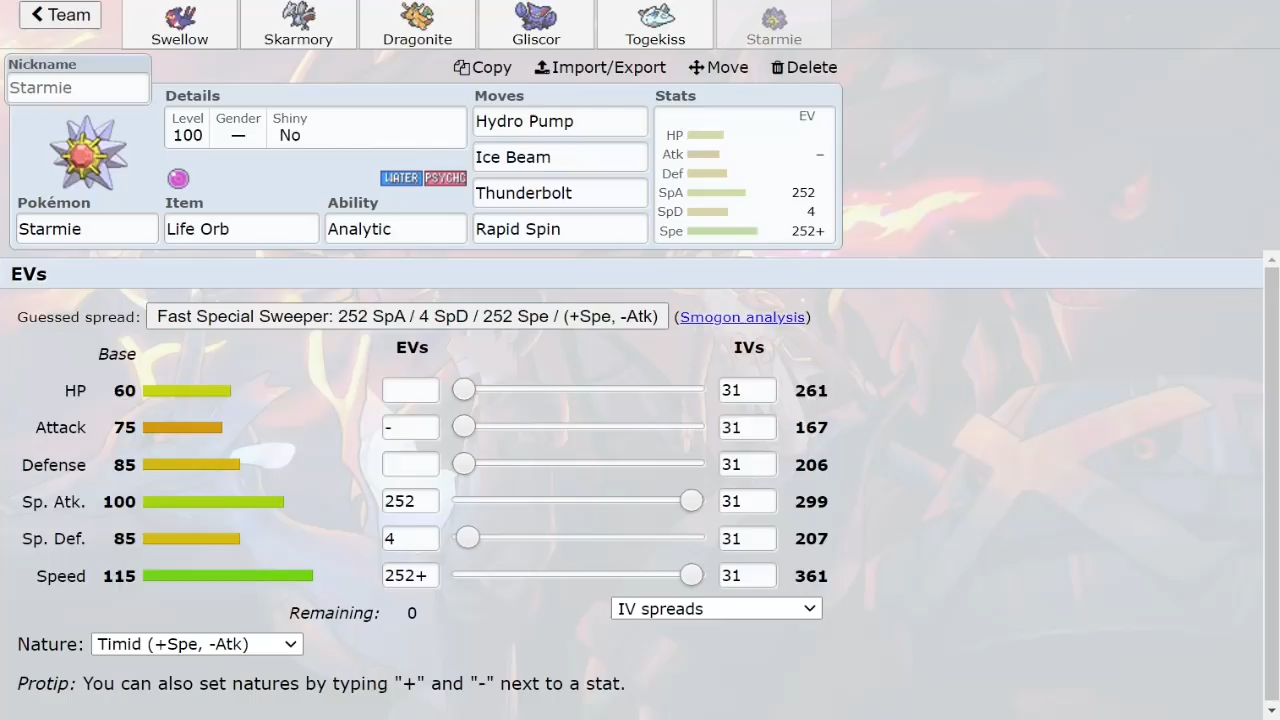 Team
Swellow
Skarmory
Dragonite
Gliscor
Togekiss
Starmie
Nickname
Starmie
Copy
Import/Export
Move
Delete
Details
Level
100
Gender
—
Shiny
No
WATER
PSYCHC
Pokémon
Starmie
Item
Life Orb
Ability
Analytic
Moves
Hydro Pump
Ice Beam
Thunderbolt
Rapid Spin
Stats
EV
HP
Atk –
Def
SpA 252
SpD 4
Spe 252+
EVs
Guessed spread: Fast Special Sweeper: 252 SpA / 4 SpD / 252 Spe / (+Spe, -Atk) (Smogon analysis)
Base EVs IVs
HP 60 31 261
Attack 75 - 31 167
Defense 85 31 206
Sp. Atk. 100 252 31 299
Sp. Def. 85 4 31 207
Speed 115 252+ 31 361
Remaining: 0 IV spreads
Nature: Timid (+Spe, -Atk)
Protip: You can also set natures by typing "+" and "-" next to a stat.